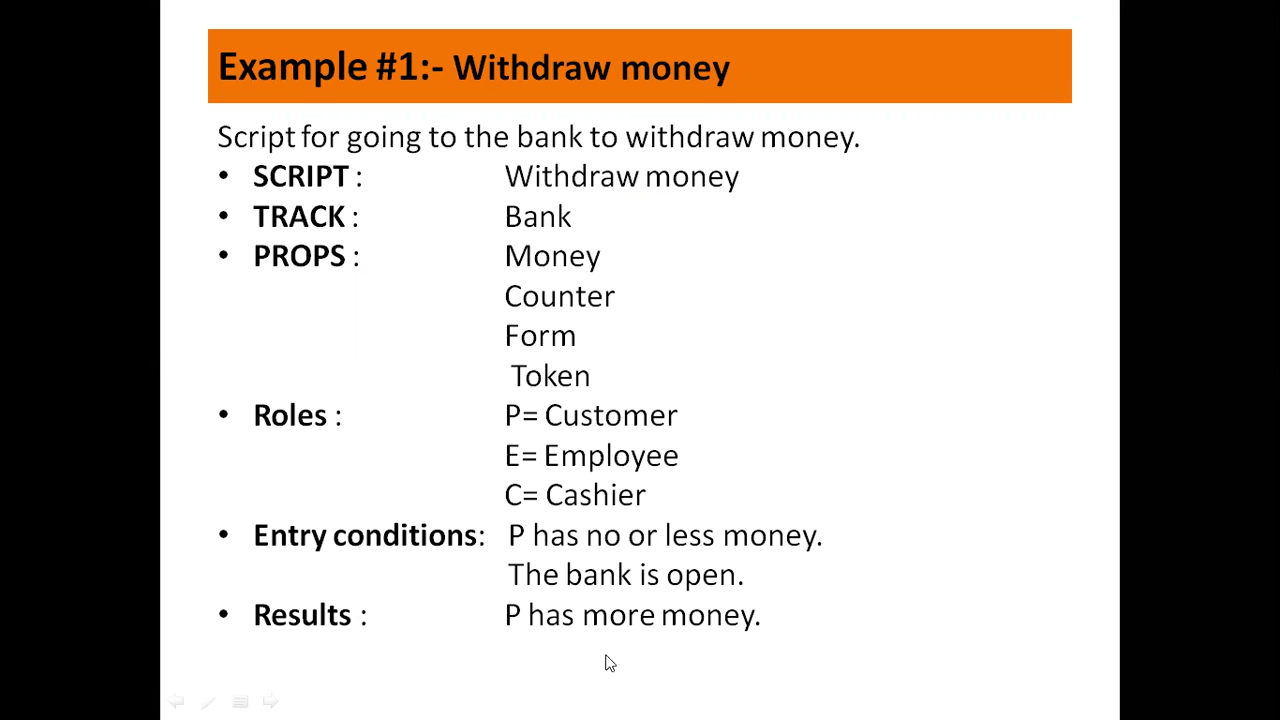 Example #1:- Withdraw money
Script for going to the bank to withdraw money.
• SCRIPT : Withdraw money
• TRACK : Bank
• PROPS : Money
Counter
Form
Token
• Roles : P= Customer
E= Employee
C= Cashier
• Entry conditions: P has no or less money.
The bank is open.
• Results : P has more money.